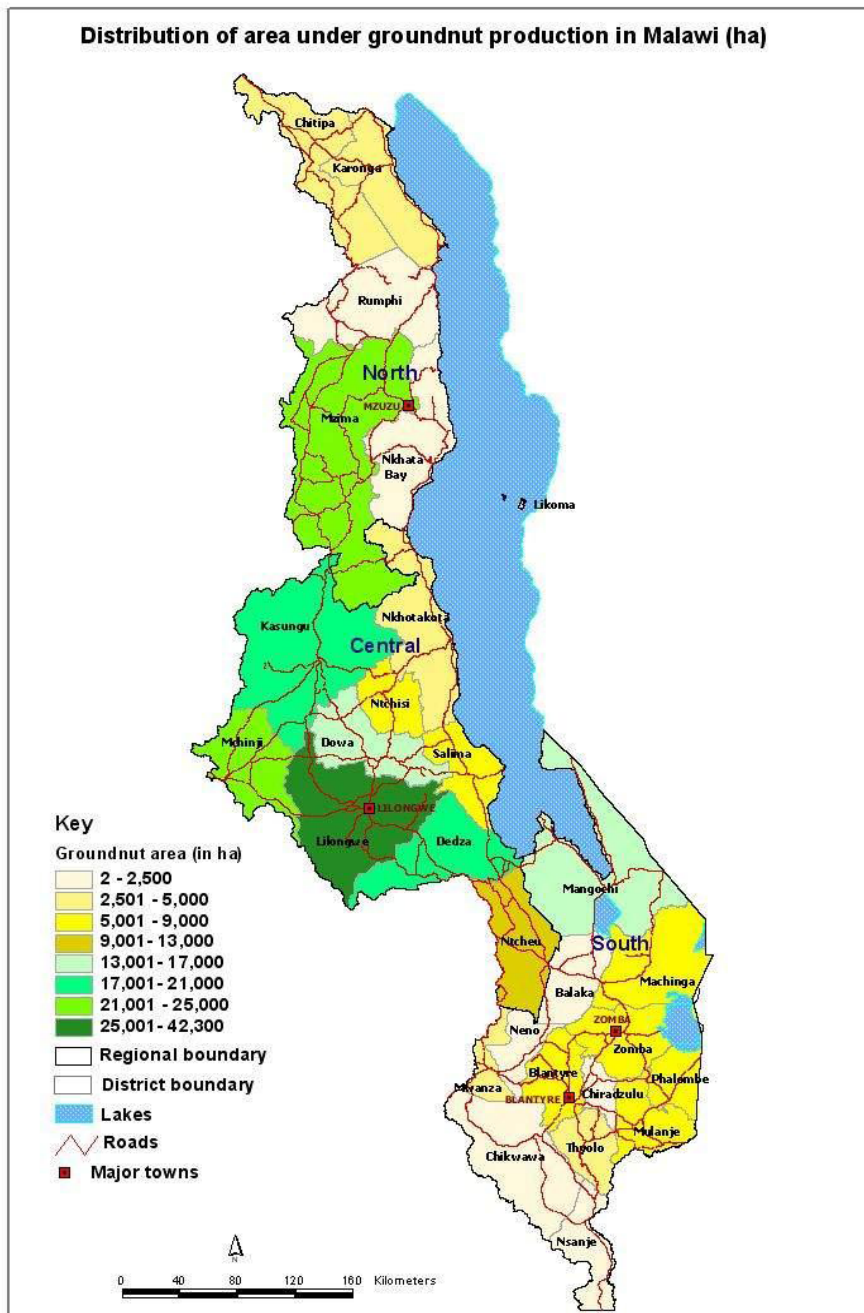 Distribution of area under groundnut production in Malawi (ha)
Chitipa
Karonga
Rumphi
North
MZUZU
Mzima
Nkhata
Bay
Likoma
Nkhotakota
Kasungu
Central
Ntchisi
Mchinji
Dowa
Salima
LILONGWE
Lilongwe
Dedza
Mangochi
Ntcheu
South
Machinga
Balaka
Neno
ZOMBA
Zomba
Blantyre
Phalombe
Mwanza
BLANTYRE
Chiradzulu
Mulanje
Thyolo
Chikwawa
Nsanje
Key
Groundnut area (in ha)
2 - 2,500
2,501 - 5,000
5,001 - 9,000
9,001 - 13,000
13,001 - 17,000
17,001 - 21,000
21,001 - 25,000
25,001 - 42,300
Regional boundary
District boundary
Lakes
Roads
Major towns
N
0 40 80 120 160 Kilometers